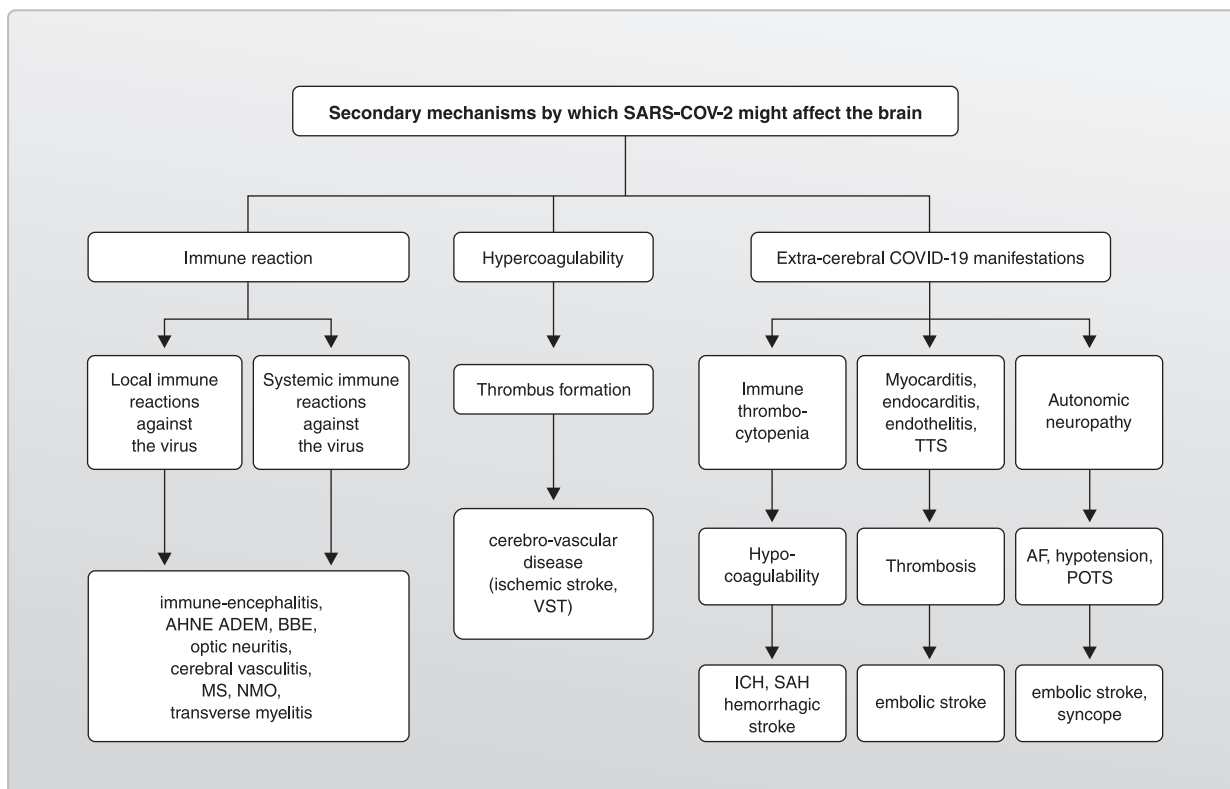 Secondary mechanisms by which SARS-COV-2 might affect the brain
Immune reaction
Hypercoagulability
Extra-cerebral COVID-19 manifestations
Local immune
reactions
against
the virus
Systemic immune
reactions
against
the virus
Thrombus formation
Immune
thrombo-
cytopenia
Myocarditis,
endocarditis,
endothelitis,
TTS
Autonomic
neuropathy
cerebro-vascular
disease
(ischemic stroke,
VST)
Hypo-
coagulability
Thrombosis
AF, hypotension,
POTS
immune-encephalitis,
AHNE ADEM, BBE,
optic neuritis,
cerebral vasculitis,
MS, NMO,
transverse myelitis
ICH, SAH
hemorrhagic
stroke
embolic stroke
embolic stroke,
syncope